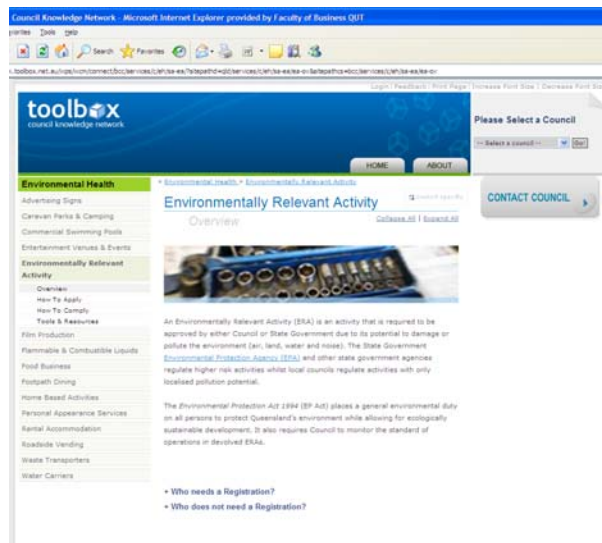 Council Knowledge Network - Microsoft Internet Explorer provided by Faculty of Business QUT
Tools Help
Search Favorites
Login | Feedback | Print Page | Increase Font Size | Decrease Font
toolbox
council knowledge network
Please Select a Council
-- Select a council -- Go!
HOME ABOUT
CONTACT COUNCIL
Environmental Health
Advertising Signs
Caravan Parks & Camping
Commercial Swimming Pools
Entertainment Venues & Events
Environmentally Relevant
Activity
Overview
How To Apply
How To Comply
Tools & Resources
Film Production
Flammable & Combustible Liquids
Food Business
Footpath Dining
Home Based Activities
Personal Appearance Services
Rental Accommodation
Roadside Vending
Waste Transporters
Water Carriers
Environmental Health Environmentally Relevant Activity
Environmentally Relevant Activity
Overview
Collapse All | Expand All
An Environmentally Relevant Activity (ERA) is an activity that is required to be
approved by either Council or State Government due to its potential to damage or
pollute the environment (air, land, water and noise). The State Government
Environmental Protection Agency (EPA) and other state government agencies
regulate higher risk activities whilst local councils regulate activities with only
localised pollution potential.
The Environmental Protection Act 1994 (EP Act) places a general environmental duty
on all persons to protect Queensland's environment while allowing for ecologically
sustainable development. It also requires Council to monitor the standard of
operations in devolved ERAs.
+ Who needs a Registration?
+ Who does not need a Registration?